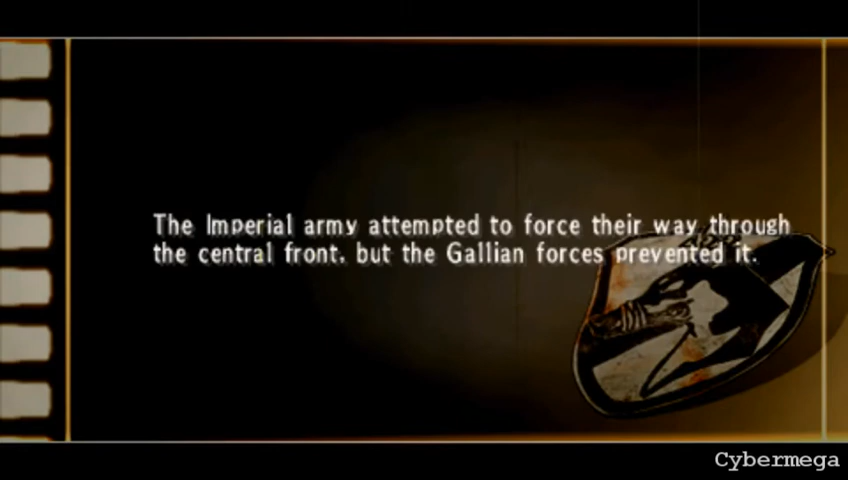 The Imperial army attempted to force their way through
the central front, but the Gallian forces prevented it.
Cybermega